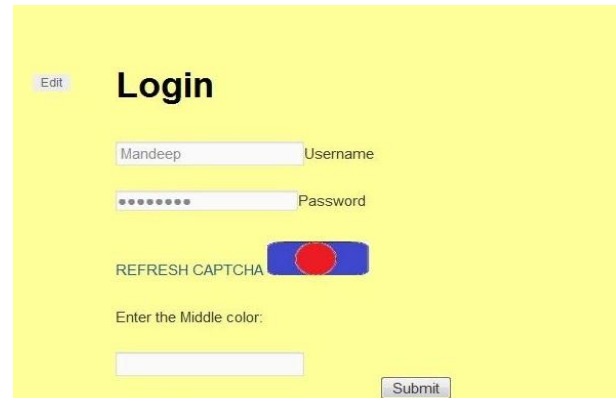 Edit
Login
Mandeep Username
●●●●●●●● Password
REFRESH CAPTCHA
Enter the Middle color:
Submit